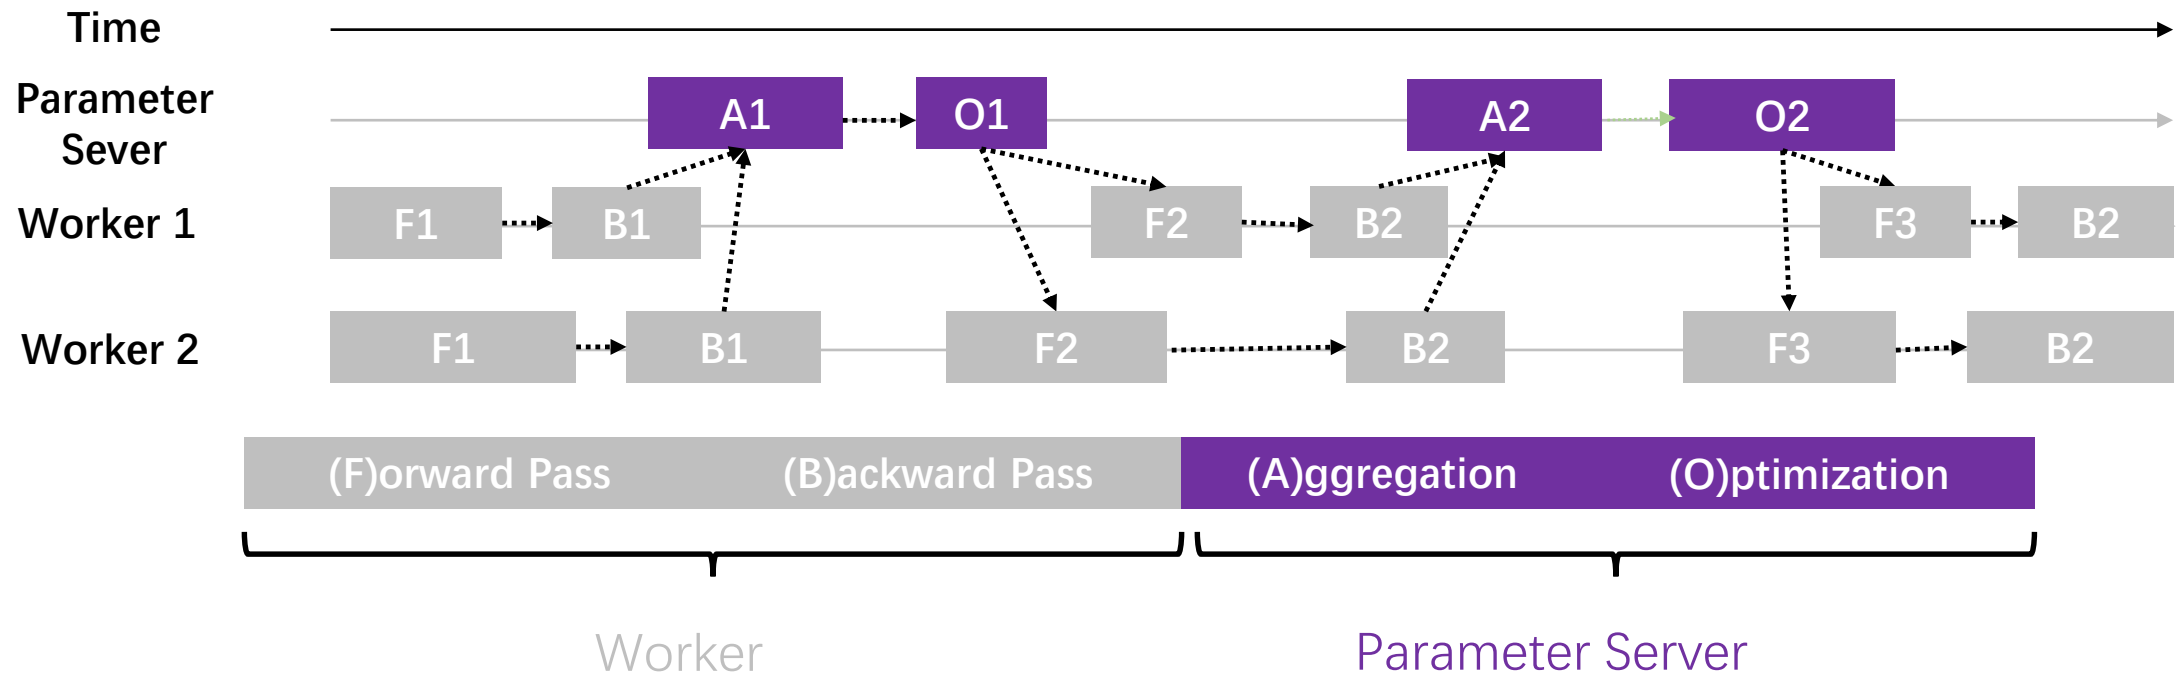 Time
Parameter
Sever
A1 O1 A2 O2
Worker 1
F1 B1 F2 B2 F3 B2
Worker 2
F1 B1 F2 B2 F3 B2
(F)orward Pass (B)ackward Pass (A)ggregation (O)ptimization
Worker Parameter Server